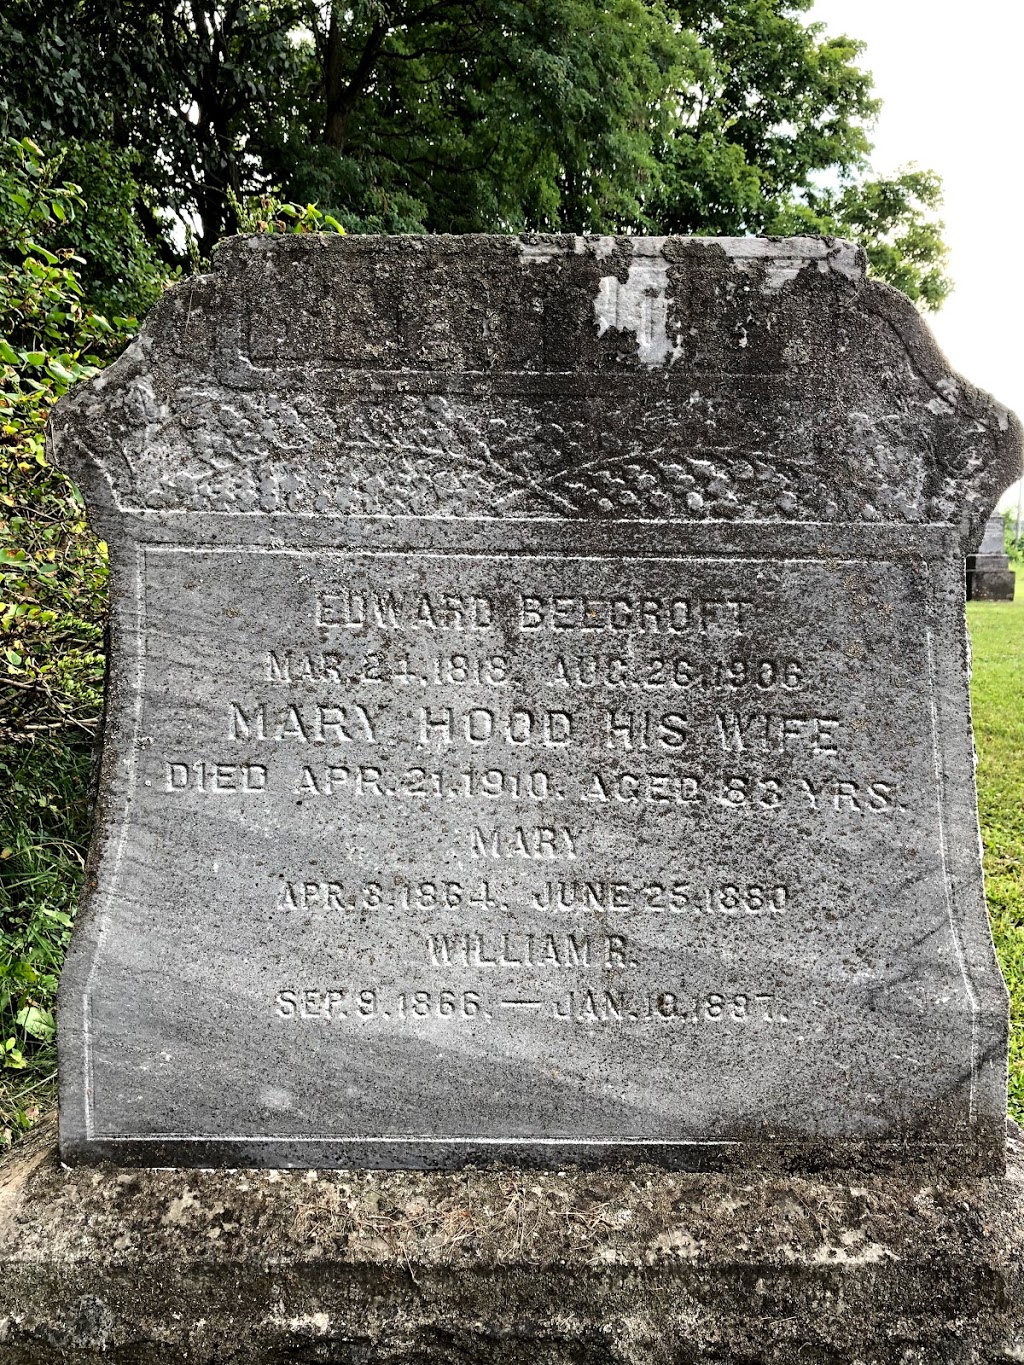 EDWARD BEECROFT
MAR. 24. 1818. AUG. 26. 1906
MARY HOOD HIS WIFE
DIED APR. 21. 1910. AGED 83 YRS.
MARY
APR. 3. 1864. JUNE 25. 1880
WILLIAM R.
SEP. 9. 1866. — JAN. 10. 1897.